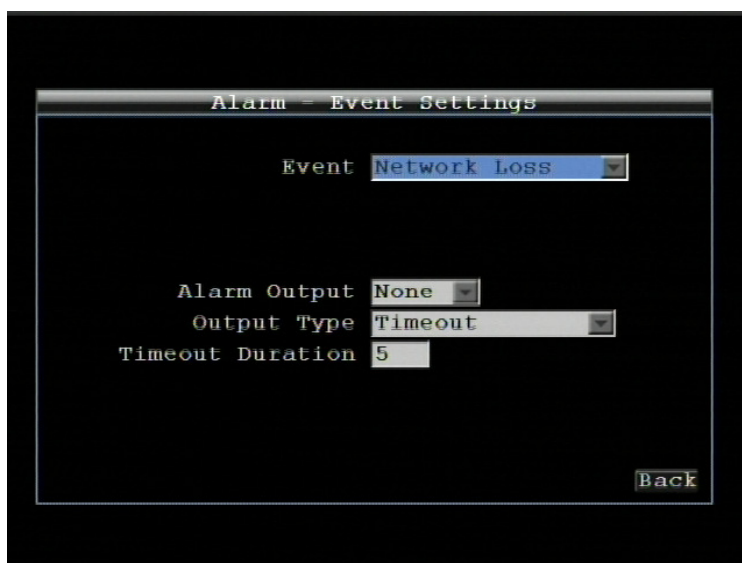 Alarm - Event Settings
Event Network Loss
Alarm Output None
Output Type Timeout
Timeout Duration 5
Back